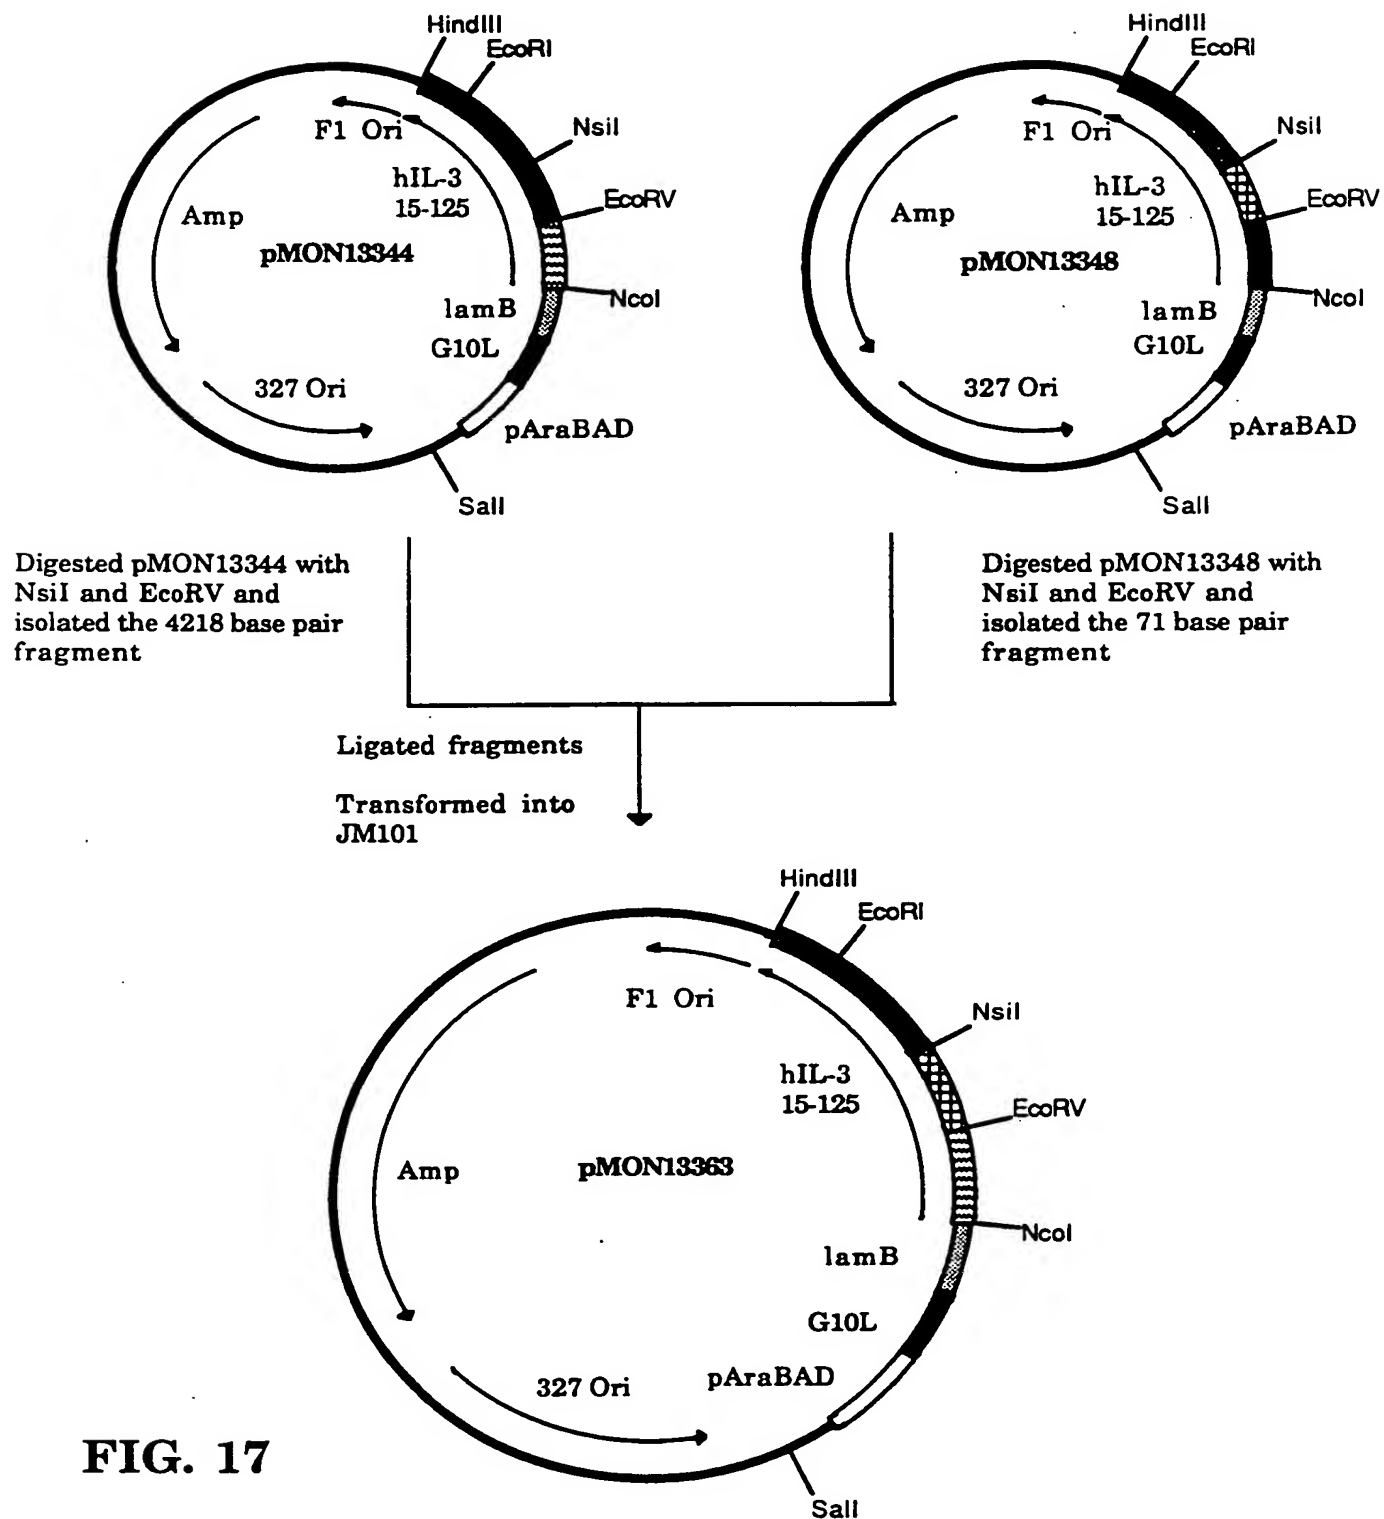 HindIII
EcoRI
NsiI
EcoRV
NcoI
F1 Ori
hIL-3
15-125
Amp
pMON13344
lamB
G10L
327 Ori
pAraBAD
SalI
HindIII
EcoRI
NsiI
EcoRV
NcoI
F1 Ori
hIL-3
15-125
Amp
pMON13348
lamB
G10L
327 Ori
pAraBAD
SalI
Digested pMON13344 with
NsiI and EcoRV and
isolated the 4218 base pair
fragment
Digested pMON13348 with
NsiI and EcoRV and
isolated the 71 base pair
fragment
Ligated fragments
Transformed into
JM101
HindIII
EcoRI
NsiI
EcoRV
NcoI
F1 Ori
hIL-3
15-125
Amp
pMON13363
lamB
G10L
pAraBAD
327 Ori
SalI
FIG. 17